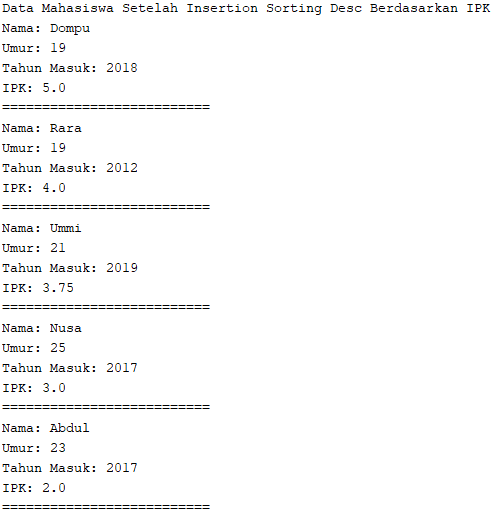 Data Mahasiswa Setelah Insertion Sorting Desc Berdasarkan IPK
Nama: Dompu
Umur: 19
Tahun Masuk: 2018
IPK: 5.0
==========================
Nama: Rara
Umur: 19
Tahun Masuk: 2012
IPK: 4.0
==========================
Nama: Ummi
Umur: 21
Tahun Masuk: 2019
IPK: 3.75
==========================
Nama: Nusa
Umur: 25
Tahun Masuk: 2017
IPK: 3.0
==========================
Nama: Abdul
Umur: 23
Tahun Masuk: 2017
IPK: 2.0
==========================